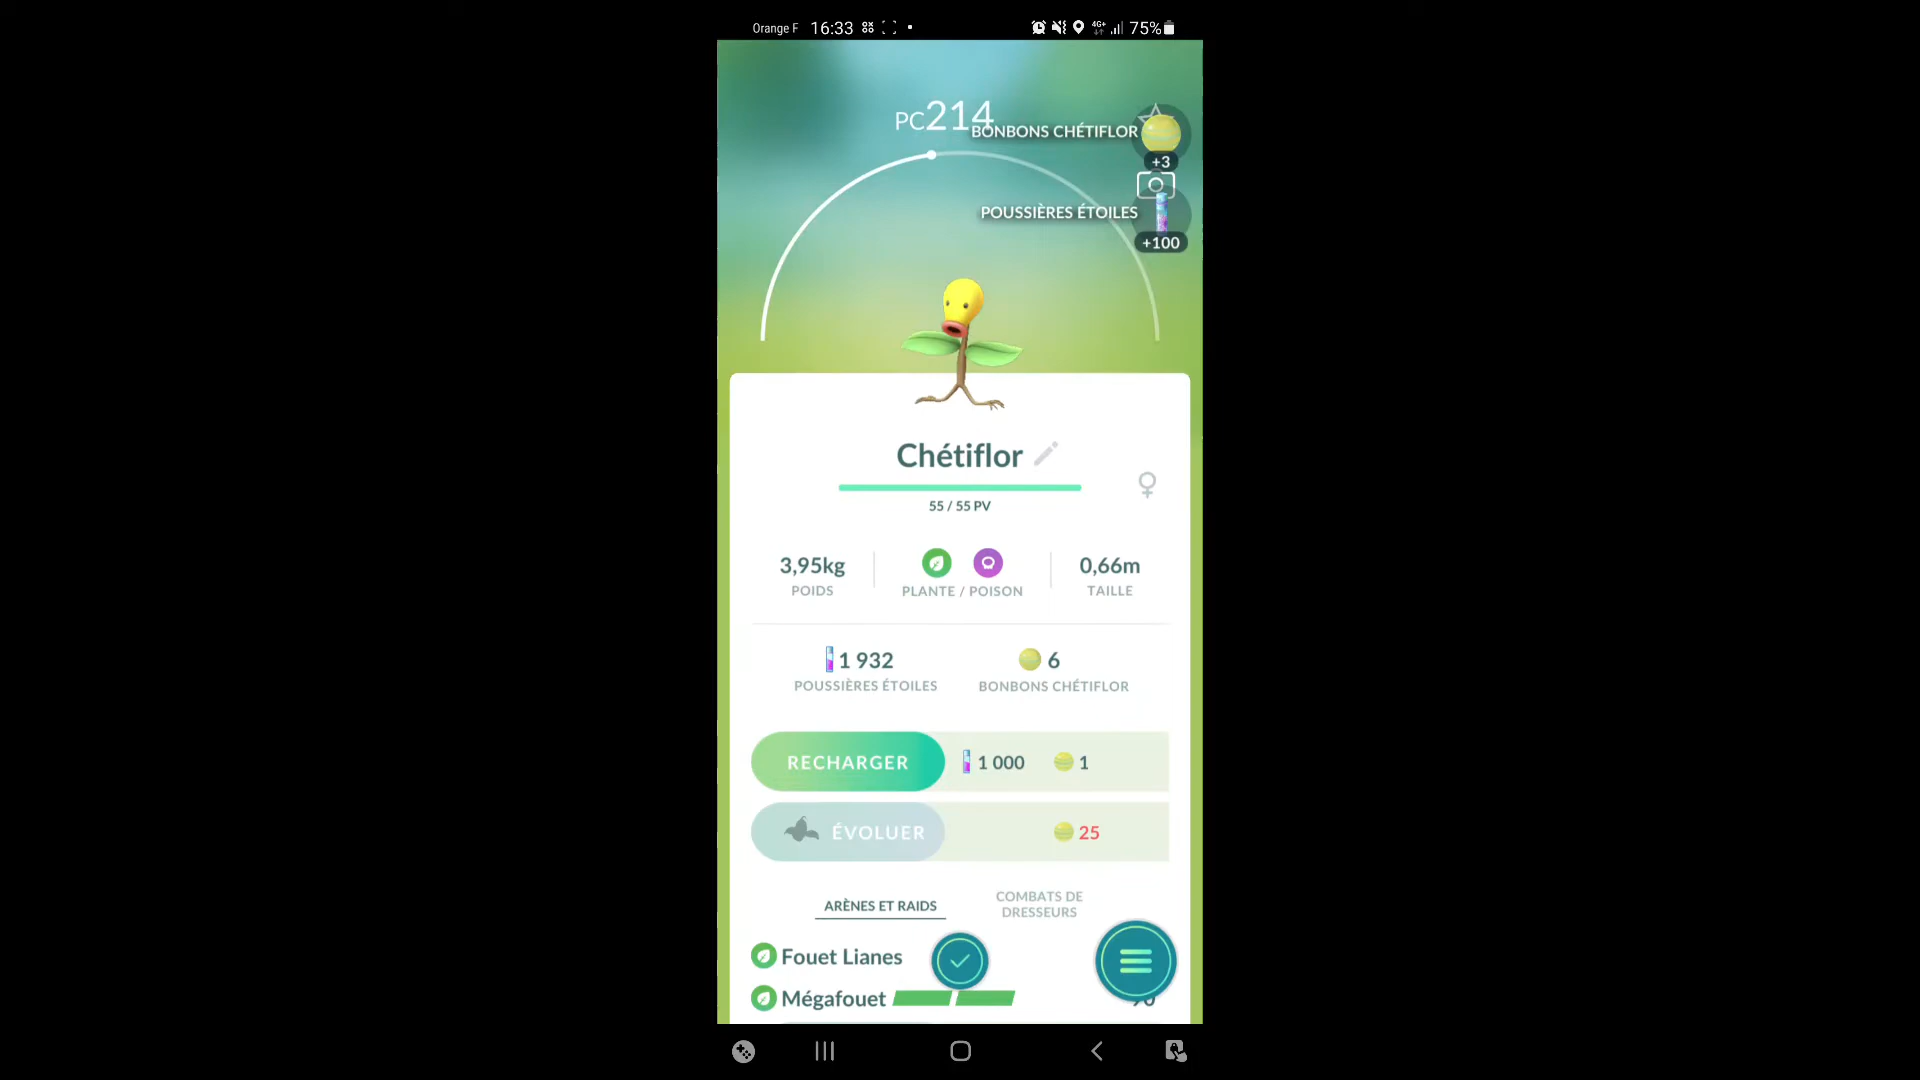 Orange F 16:33 4G+ 75%
PC214
BONBONS CHÉTIFLOR
+3
POUSSIÈRES ÉTOILES
+100
Chétiflor
55 / 55 PV
3,95kg
POIDS
PLANTE / POISON
0,66m
TAILLE
1 932
POUSSIÈRES ÉTOILES
6
BONBONS CHÉTIFLOR
RECHARGER 1 000 1
ÉVOLUER 25
ARÈNES ET RAIDS
COMBATS DE
DRESSEURS
Fouet Lianes
Mégafouet 90